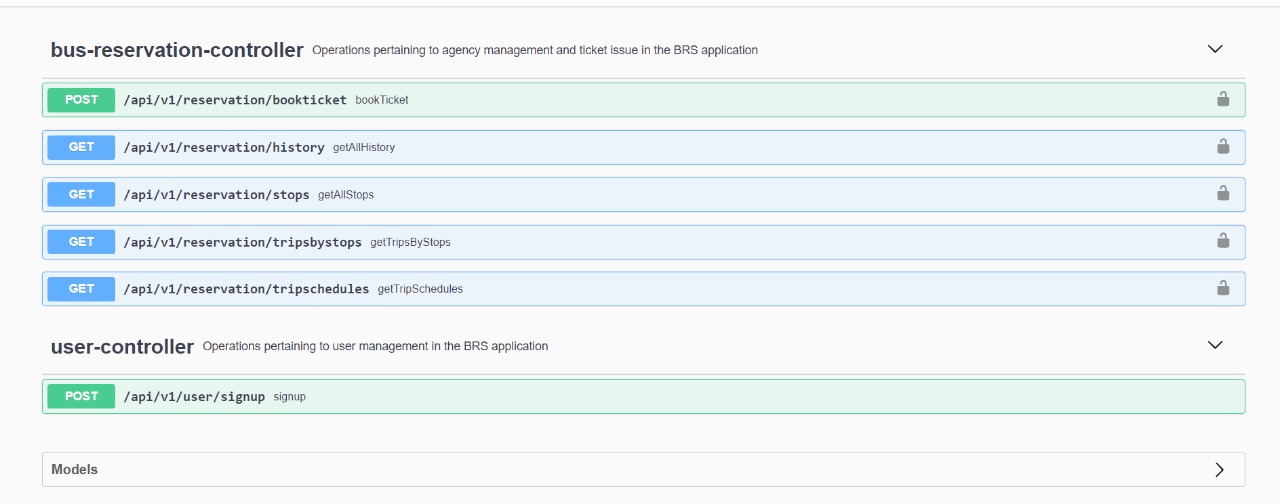 bus-reservation-controller Operations pertaining to agency management and ticket issue in the BRS application
POST /api/v1/reservation/bookticket bookTicket
GET /api/v1/reservation/history getAllHistory
GET /api/v1/reservation/stops getAllStops
GET /api/v1/reservation/tripsbystops getTripsByStops
GET /api/v1/reservation/tripschedules getTripSchedules
user-controller Operations pertaining to user management in the BRS application
POST /api/v1/user/signup signup
Models